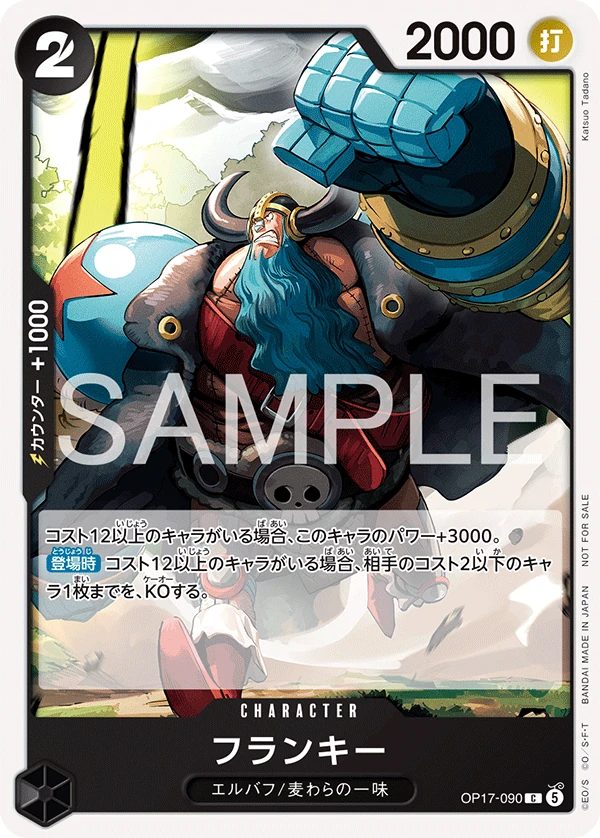 2
2000
打
Katsuo Tadano
カウンター +1000
SAMPLE
コスト12以上のキャラがいる場合、このキャラのパワー+3000。
登場時 コスト12以上のキャラがいる場合、相手のコスト2以下のキャ
ラ1枚までを、KOする。
CHARACTER
フランキー
エルバフ/麦わらの一味
OP17-090 C 5
©E.O/S ©O/S・F・T BANDAI MADE IN JAPAN NOT FOR SALE